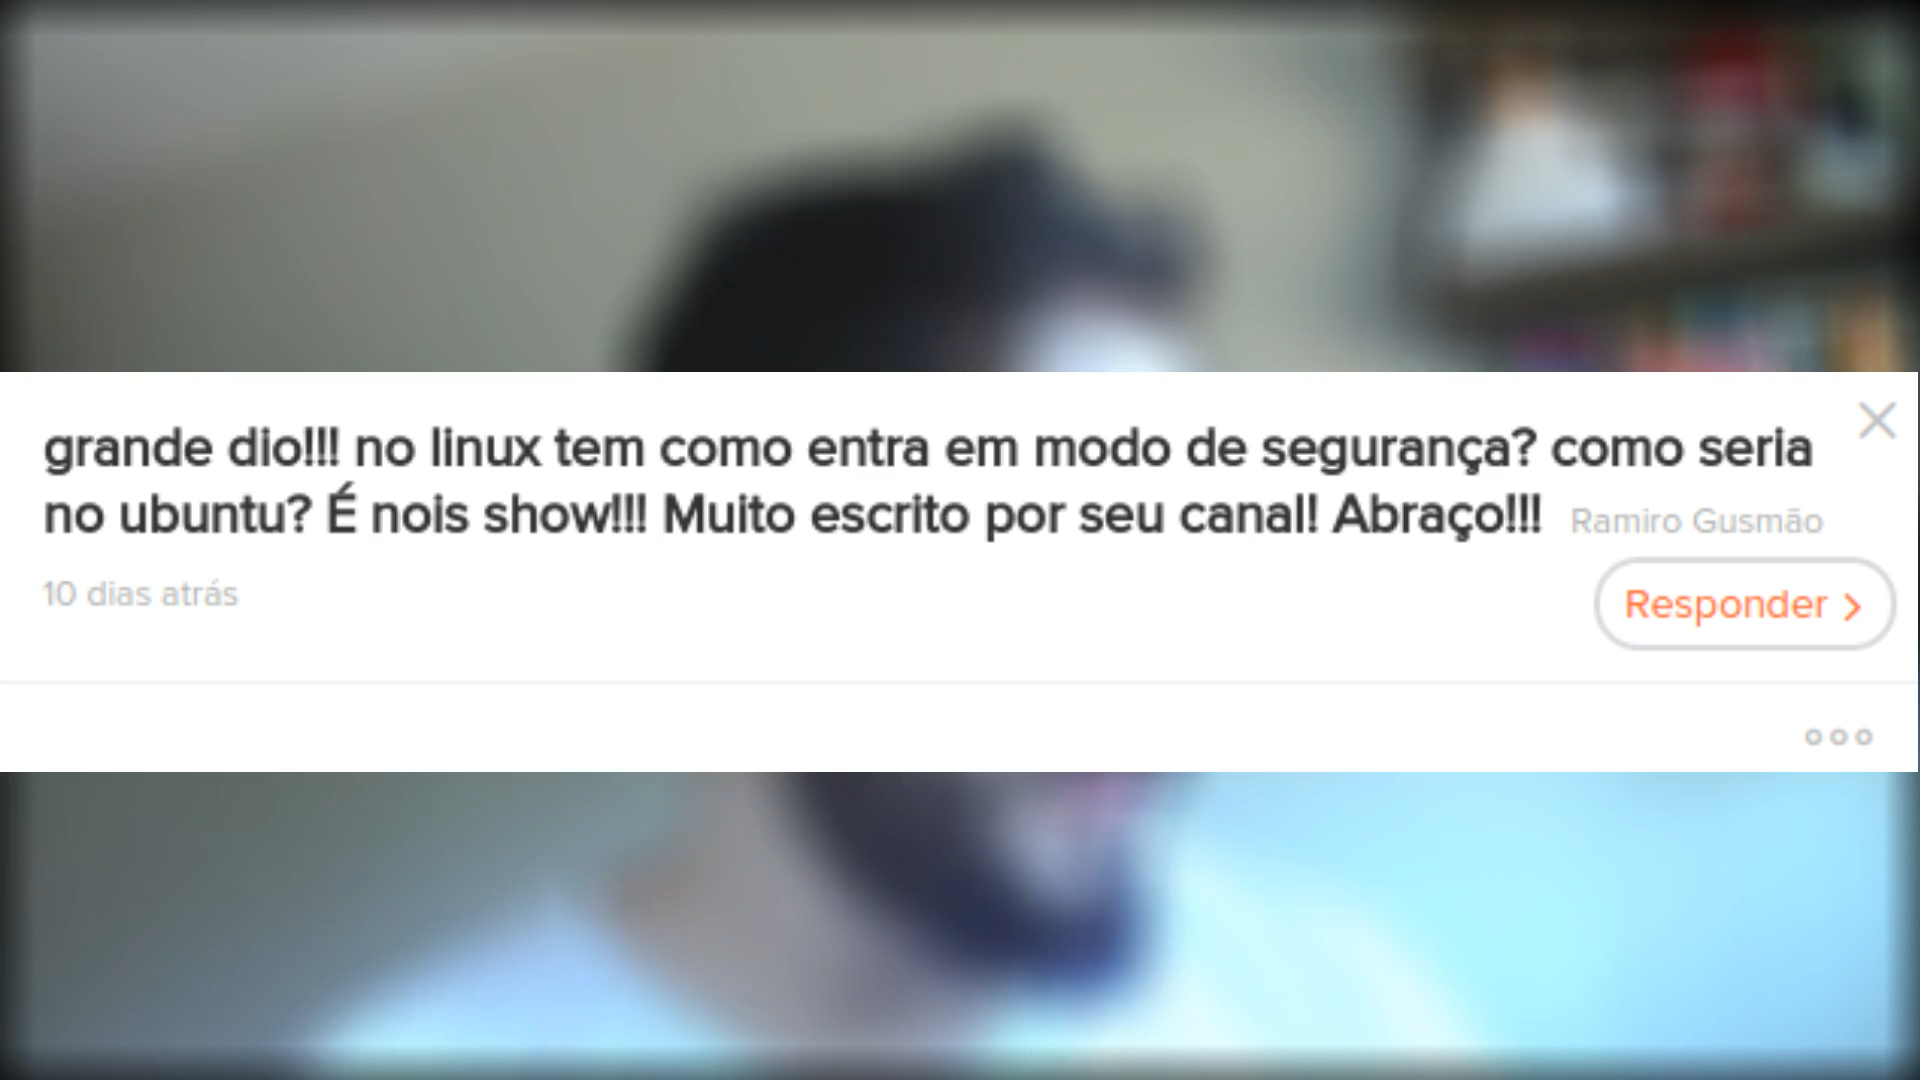 grande dio!!! no linux tem como entra em modo de segurança? como seria
no ubuntu? É nois show!!! Muito escrito por seu canal! Abraço!!! Ramiro Gusmão
10 dias atrás
Responder